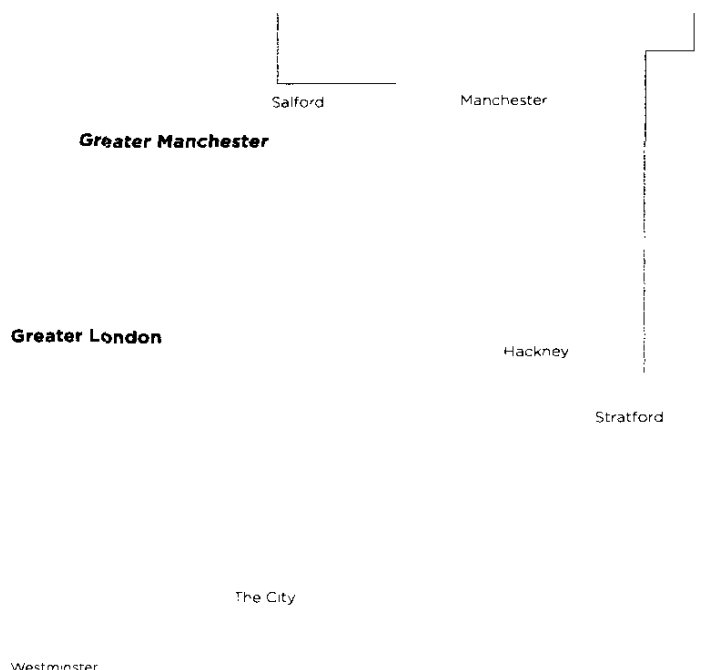 Salford
Manchester
Greater Manchester
Greater London
Hackney
Stratford
The City
Westminster